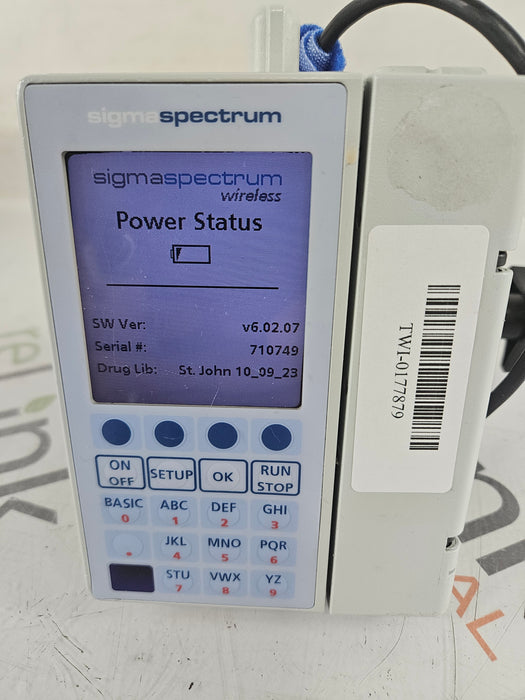 sigmaspectrum
sigmaspectrum
wireless
Power Status
SW Ver: v6.02.07
Serial #: 710749
Drug Lib: St. John 10_09_23
ON OFF
SETUP
OK
RUN STOP
BASIC 0
ABC 1
DEF 2
GHI 3
.
JKL 4
MNO 5
PQR 6
STU 7
VWX 8
YZ 9
TWI-0177879